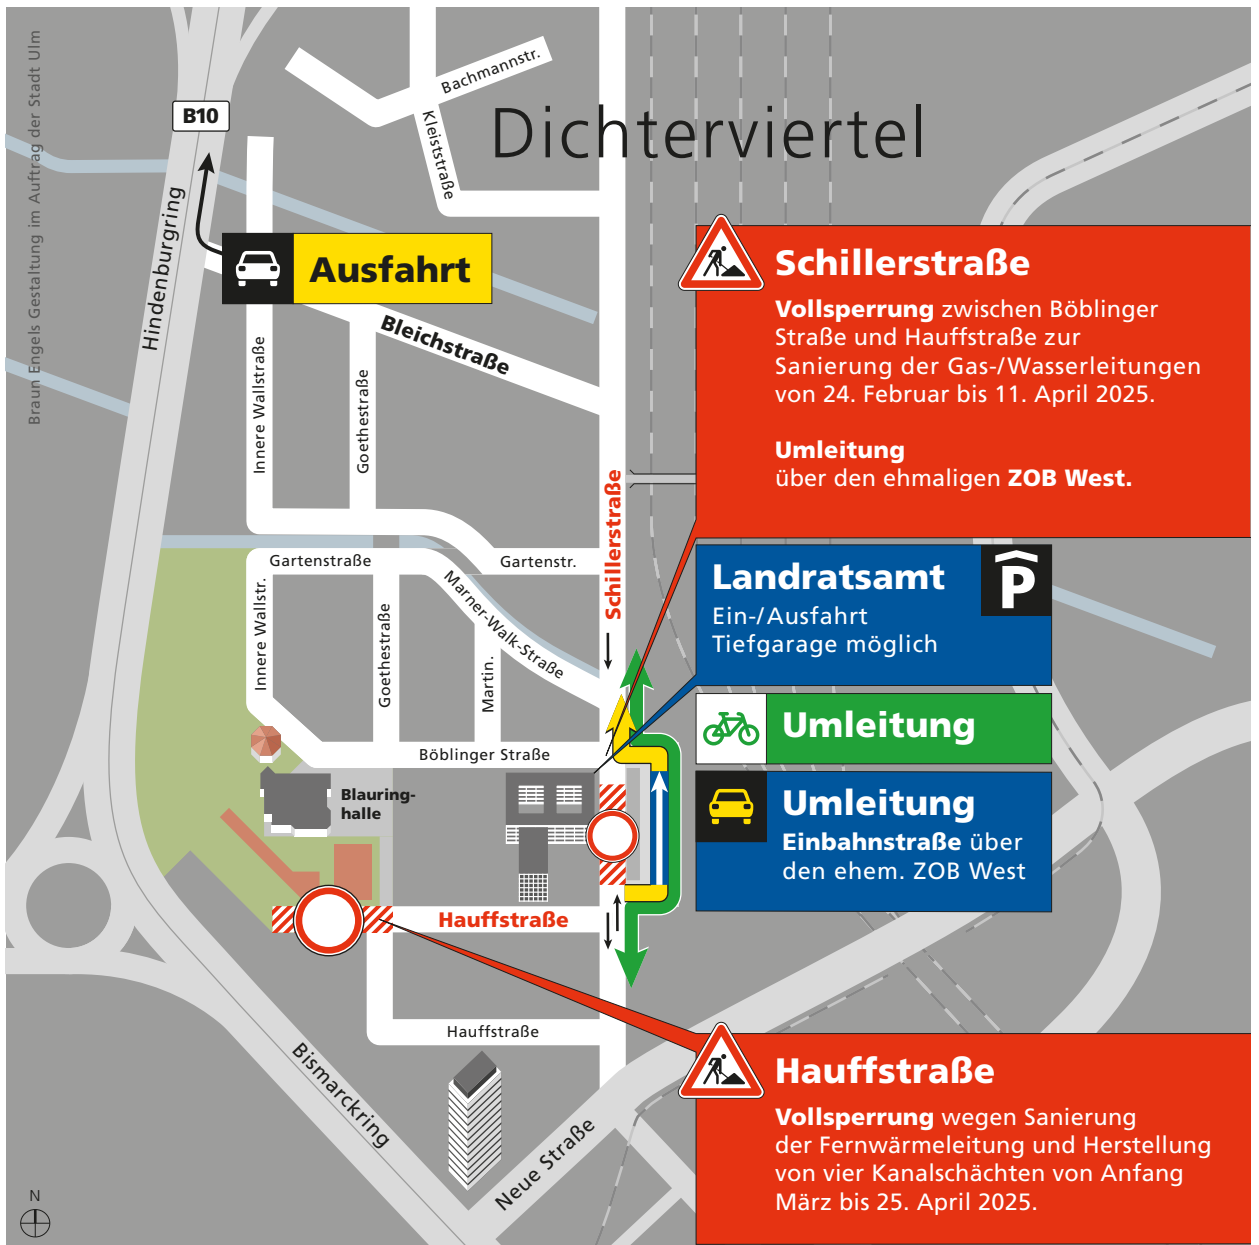 Braun Engels Gestaltung im Auftrag der Stadt Ulm
B10
Hindenburgring
Bachmannstr.
Kleiststraße
Dichterviertel
Ausfahrt
Bleichstraße
Innere Wallstraße
Goethestraße
Schillerstraße
Gartenstraße
Gartenstr.
Marner-Walk-Straße
Innere Wallstr.
Goethestraße
Martin.
Böblinger Straße
Blauring-
halle
Hauffstraße
Hauffstraße
Bismarckring
Neue Straße
N
Schillerstraße
Vollsperrung zwischen Böblinger
Straße und Hauffstraße zur
Sanierung der Gas-/Wasserleitungen
von 24. Februar bis 11. April 2025.
Umleitung
über den ehemaligen ZOB West.
Landratsamt
P
Ein-/Ausfahrt
Tiefgarage möglich
Umleitung
Umleitung
Einbahnstraße über
den ehem. ZOB West
Hauffstraße
Vollsperrung wegen Sanierung
der Fernwärmeleitung und Herstellung
von vier Kanalschächten von Anfang
März bis 25. April 2025.